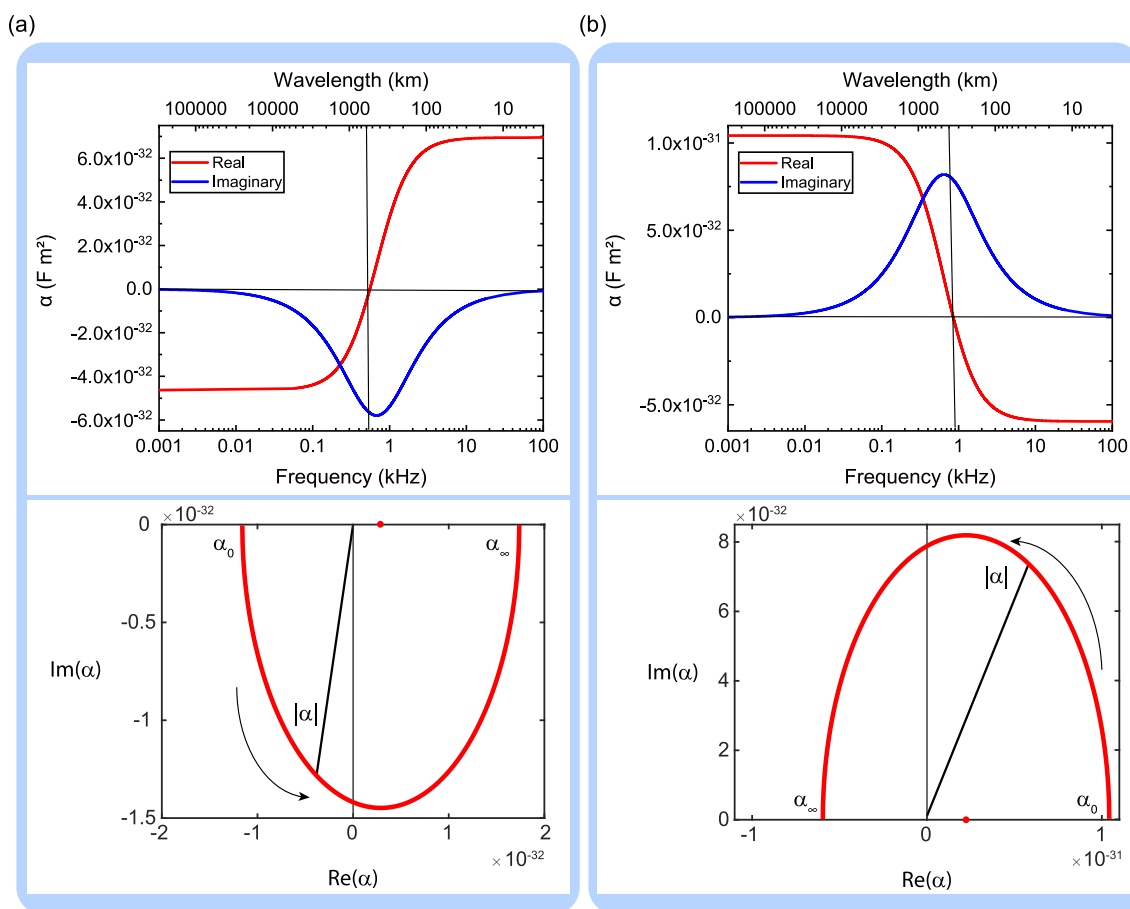 (a)
Wavelength (km)
100000 10000 1000 100 10
6.0x10⁻³²
4.0x10⁻³²
2.0x10⁻³²
0.0
-2.0x10⁻³²
-4.0x10⁻³²
-6.0x10⁻³²
α (F m²)
Real
Imaginary
0.001 0.01 0.1 1 10 100
Frequency (kHz)
×10⁻³²
0
-0.5
-1
-1.5
Im(α)
α₀
α∞
|α|
-2 -1 0 1 2
×10⁻³²
Re(α)
(b)
Wavelength (km)
100000 10000 1000 100 10
1.0x10⁻³¹
5.0x10⁻³²
0.0
-5.0x10⁻³²
α (F m²)
Real
Imaginary
0.001 0.01 0.1 1 10 100
Frequency (kHz)
×10⁻³²
8
6
4
2
0
Im(α)
|α|
α∞
α₀
-1 0 1
×10⁻³¹
Re(α)